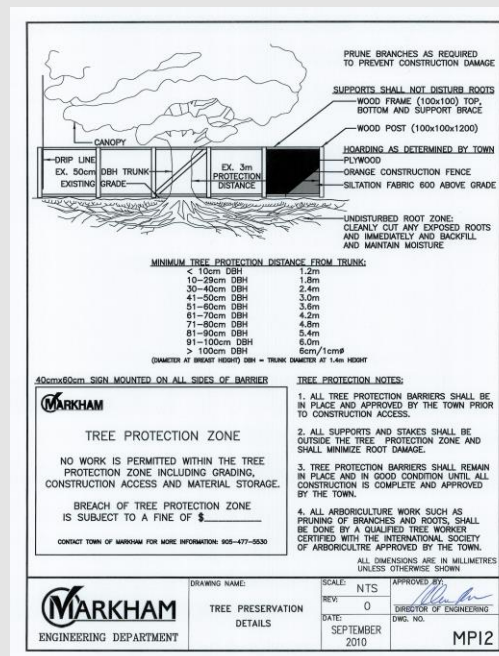 PRUNE BRANCHES AS REQUIRED
TO PREVENT CONSTRUCTION DAMAGE
SUPPORTS SHALL NOT DISTURB ROOTS
WOOD FRAME (100x100) TOP,
BOTTOM AND SUPPORT BRACE
WOOD POST (100x100x1200)
HOARDING AS DETERMINED BY TOWN
PLYWOOD
ORANGE CONSTRUCTION FENCE
SILTATION FABRIC 600 ABOVE GRADE
CANOPY
DRIP LINE
EX. 50cm DBH TRUNK
EXISTING GRADE
EX. 3m
PROTECTION
DISTANCE
UNDISTURBED ROOT ZONE:
CLEANLY CUT ANY EXPOSED ROOTS
AND IMMEDIATELY AND BACKFILL
AND MAINTAIN MOISTURE
MINIMUM TREE PROTECTION DISTANCE FROM TRUNK:
< 10cm DBH 1.2m
10-29cm DBH 1.8m
30-40cm DBH 2.4m
41-50cm DBH 3.0m
51-60cm DBH 3.6m
61-70cm DBH 4.2m
71-80cm DBH 4.8m
81-90cm DBH 5.4m
91-100cm DBH 6.0m
> 100cm DBH 6cm/1cmø
(DIAMETER AT BREAST HEIGHT) DBH = TRUNK DIAMETER AT 1.4m HEIGHT
40cmx60cm SIGN MOUNTED ON ALL SIDES OF BARRIER
MARKHAM
TREE PROTECTION ZONE
NO WORK IS PERMITTED WITHIN THE TREE
PROTECTION ZONE INCLUDING GRADING,
CONSTRUCTION ACCESS AND MATERIAL STORAGE.
BREACH OF TREE PROTECTION ZONE
IS SUBJECT TO A FINE OF $________
CONTACT TOWN OF MARKHAM FOR MORE INFORMATION: 905-477-5530
TREE PROTECTION NOTES:
1. ALL TREE PROTECTION BARRIERS SHALL BE
IN PLACE AND APPROVED BY THE TOWN PRIOR
TO CONSTRUCTION ACCESS.
2. ALL SUPPORTS AND STAKES SHALL BE
OUTSIDE THE TREE PROTECTION ZONE AND
SHALL MINIMIZE ROOT DAMAGE.
3. TREE PROTECTION BARRIERS SHALL REMAIN
IN PLACE AND IN GOOD CONDITION UNTIL ALL
CONSTRUCTION IS COMPLETE AND APPROVED
BY THE TOWN.
4. ALL ARBORICULTURE WORK SUCH AS
PRUNING OF BRANCHES AND ROOTS, SHALL
BE DONE BY A QUALIFIED TREE WORKER
CERTIFIED WITH THE INTERNATIONAL SOCIETY
OF ARBORICULTRE APPROVED BY THE TOWN.
ALL DIMENSIONS ARE IN MILLIMETRES
UNLESS OTHERWISE SHOWN
MARKHAM
ENGINEERING DEPARTMENT
DRAWING NAME:
TREE PRESERVATION
DETAILS
SCALE:
NTS
REV:
0
DATE:
SEPTEMBER
2010
APPROVED BY:
DIRECTOR OF ENGINEERING
DWG. NO.
MP12